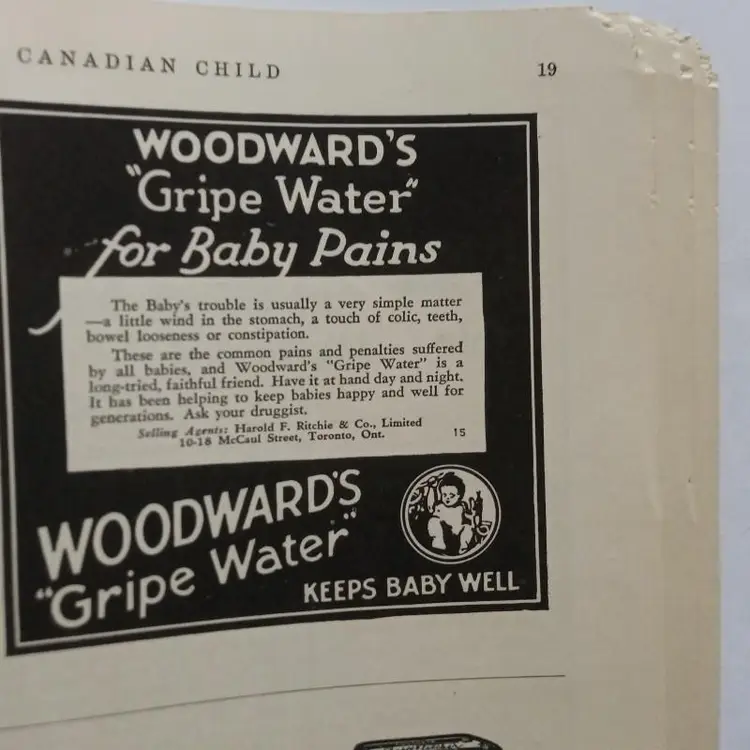 CANADIAN CHILD
19
WOODWARD'S
"Gripe Water"
for Baby Pains
The Baby's trouble is usually a very simple matter
—a little wind in the stomach, a touch of colic, teeth,
bowel looseness or constipation.
These are the common pains and penalties suffered
by all babies, and Woodward's "Gripe Water" is a
long-tried, faithful friend. Have it at hand day and night.
It has been helping to keep babies happy and well for
generations. Ask your druggist.
Selling Agents: Harold F. Ritchie & Co., Limited
10-18 McCaul Street, Toronto, Ont.
15
WOODWARD'S
"Gripe Water"
KEEPS BABY WELL